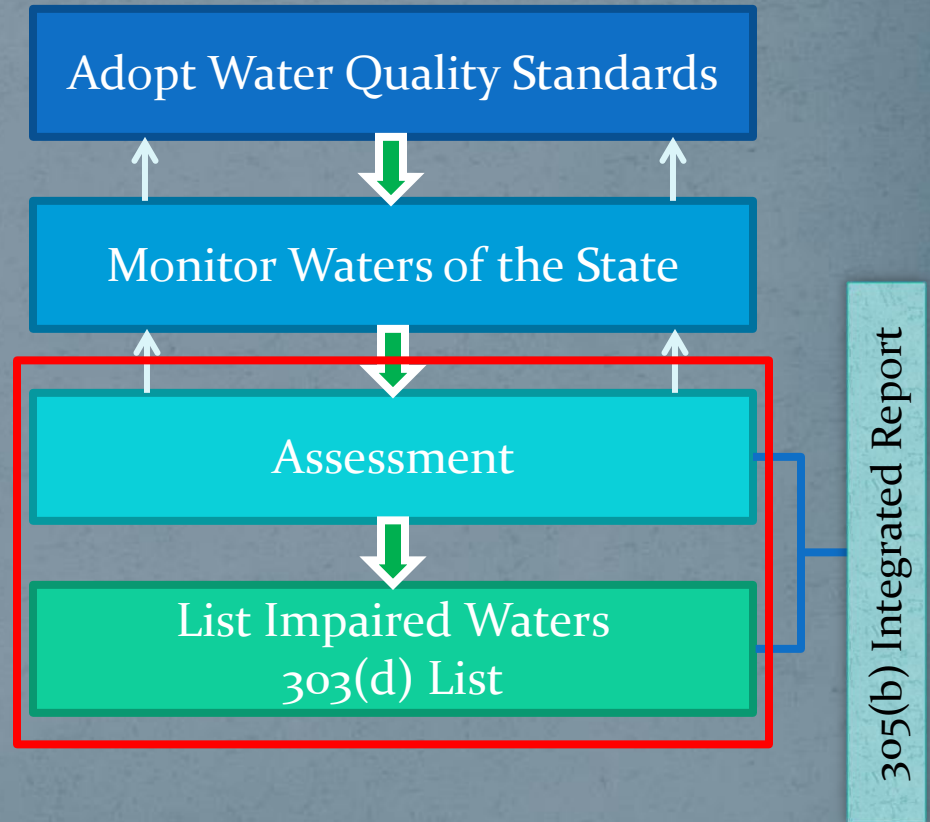 Adopt Water Quality Standards
Monitor Waters of the State
Assessment
List Impaired Waters
303(d) List
305(b) Integrated Report